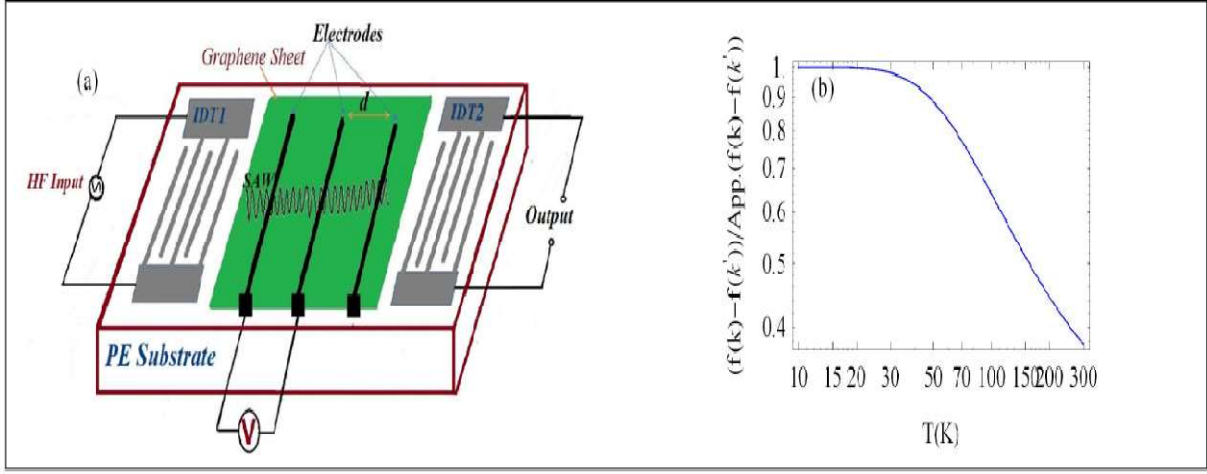 (a)
Electrodes
Graphene Sheet
d
IDT1
IDT2
HF Input
SAW
Output
PE Substrate
V
(b)
(f(k)−f(k'))/App.(f(k)−f(k'))
1
0.9
0.8
0.7
0.6
0.5
0.4
10 15 20 30 50 70 100 150 200 300
T(K)